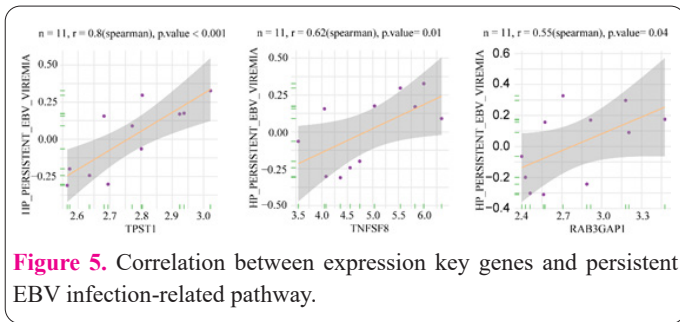 n = 11, r = 0.8(spearman), p.value < 0.001
n = 11, r = 0.62(spearman), p.value= 0.01
n = 11, r = 0.55(spearman), p.value= 0.04
HP_PERSISTENT_EBV_VIREMIA
0.50
0.25
0.00
-0.25
2.6
2.7
2.8
2.9
3.0
TPST1
HP_PERSISTENT_EBV_VIREMIA
0.50
0.25
0.00
-0.25
-0.50
3.5
4.0
4.5
5.0
5.5
6.0
TNFSF8
HP_PERSISTENT_EBV_VIREMIA
0.6
0.4
0.2
0.0
-0.2
-0.4
2.4
2.7
3.0
3.3
RAB3GAP1
Figure 5. Correlation between expression key genes and persistent
EBV infection-related pathway.